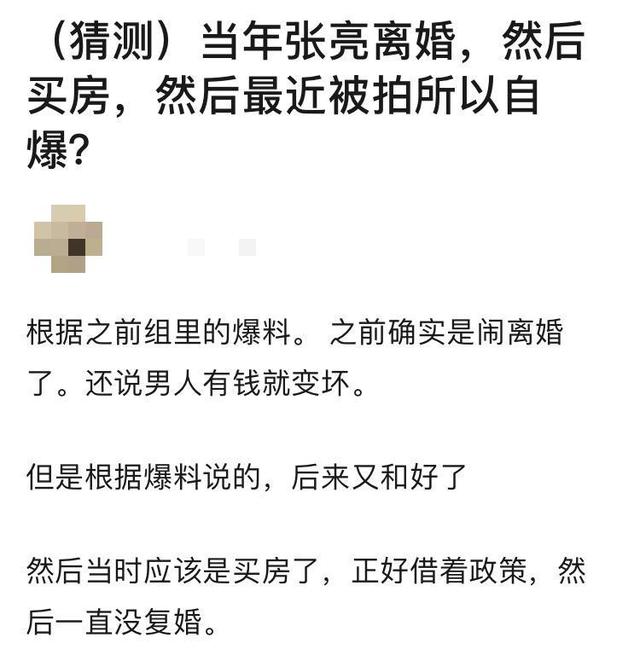 （猜测）当年张亮离婚，然后
买房，然后最近被拍所以自
爆？
根据之前组里的爆料。 之前确实是闹离婚
了。还说男人有钱就变坏。
但是根据爆料说的，后来又和好了
然后当时应该是买房了，正好借着政策，然
后一直没复婚。